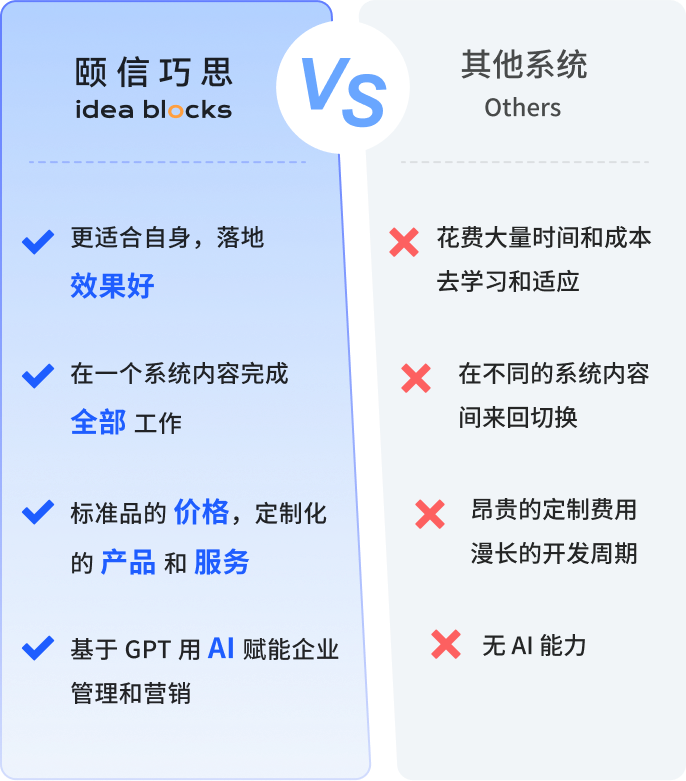 颐信巧思
idea blocks
VS
其他系统
Others
更适合自身，落地
效果好
在一个系统内容完成
全部 工作
标准品的 价格，定制化
的 产品 和 服务
基于 GPT 用 AI 赋能企业
管理和营销
花费大量时间和成本
去学习和适应
在不同的系统内容
间来回切换
昂贵的定制费用
漫长的开发周期
无 AI 能力